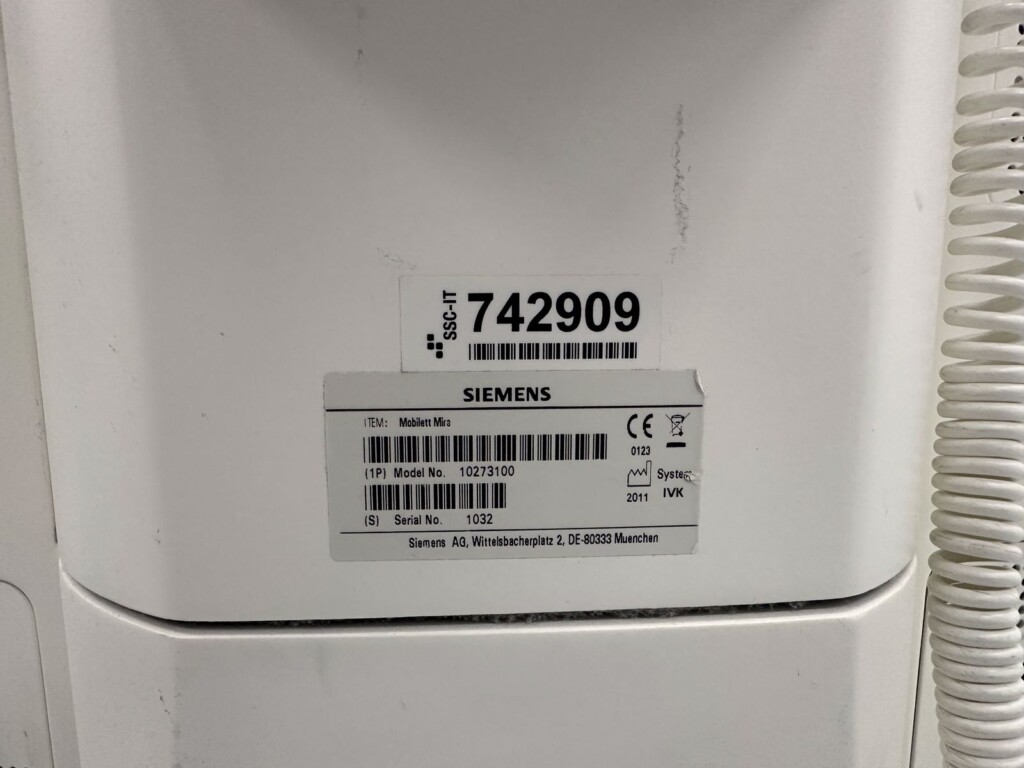 SSC-IT
742909
SIEMENS
ITEM: Mobilett Mira
(1P) Model No. 10273100
(S) Serial No. 1032
CE
0123
System
2011 IVK
Siemens AG, Wittelsbacherplatz 2, DE-80333 Muenchen